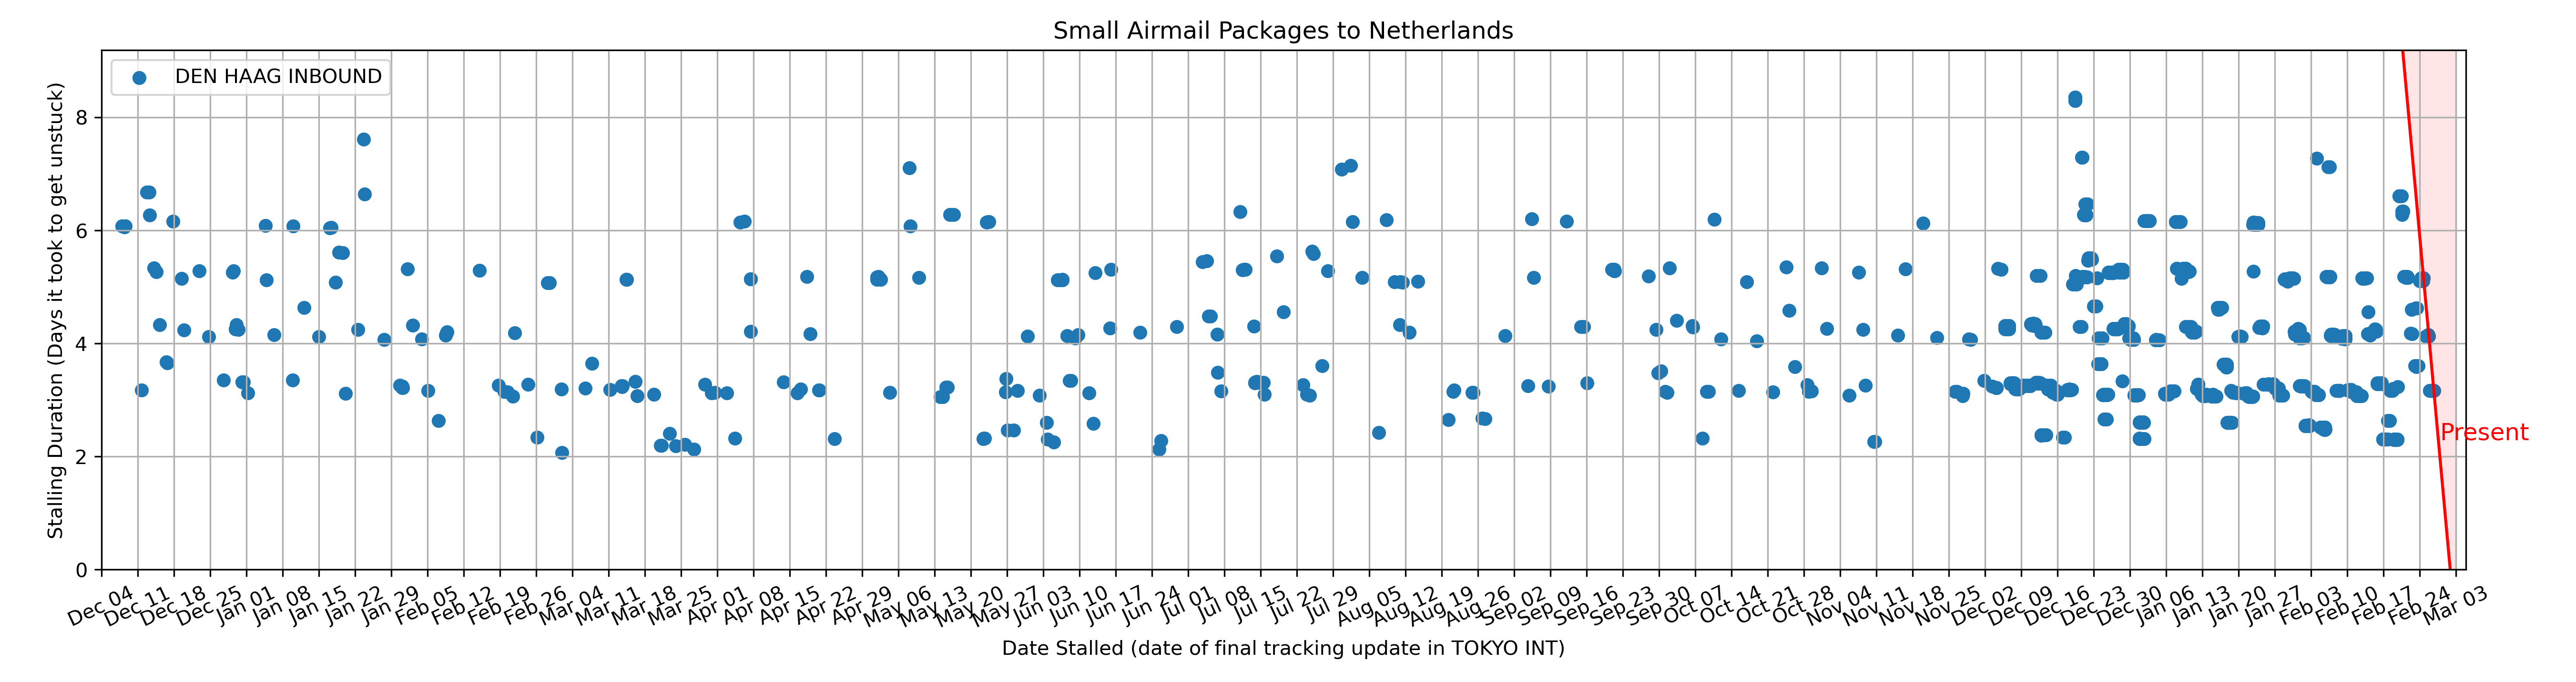 Small Airmail Packages to Netherlands
DEN HAAG INBOUND
Stalling Duration (Days it took to get unstuck)
8
6
4
2
0
Present
Dec 04
Dec 11
Dec 18
Dec 25
Jan 01
Jan 08
Jan 15
Jan 22
Jan 29
Feb 05
Feb 12
Feb 19
Feb 26
Mar 04
Mar 11
Mar 18
Mar 25
Apr 01
Apr 08
Apr 15
Apr 22
Apr 29
May 06
May 13
May 20
May 27
Jun 03
Jun 10
Jun 17
Jun 24
Jul 01
Jul 08
Jul 15
Jul 22
Jul 29
Aug 05
Aug 12
Aug 19
Aug 26
Sep 02
Sep 09
Sep 16
Sep 23
Sep 30
Oct 07
Oct 14
Oct 21
Oct 28
Nov 04
Nov 11
Nov 18
Nov 25
Dec 02
Dec 09
Dec 16
Dec 23
Dec 30
Jan 06
Jan 13
Jan 20
Jan 27
Feb 03
Feb 10
Feb 17
Feb 24
Mar 03
Date Stalled (date of final tracking update in TOKYO INT)